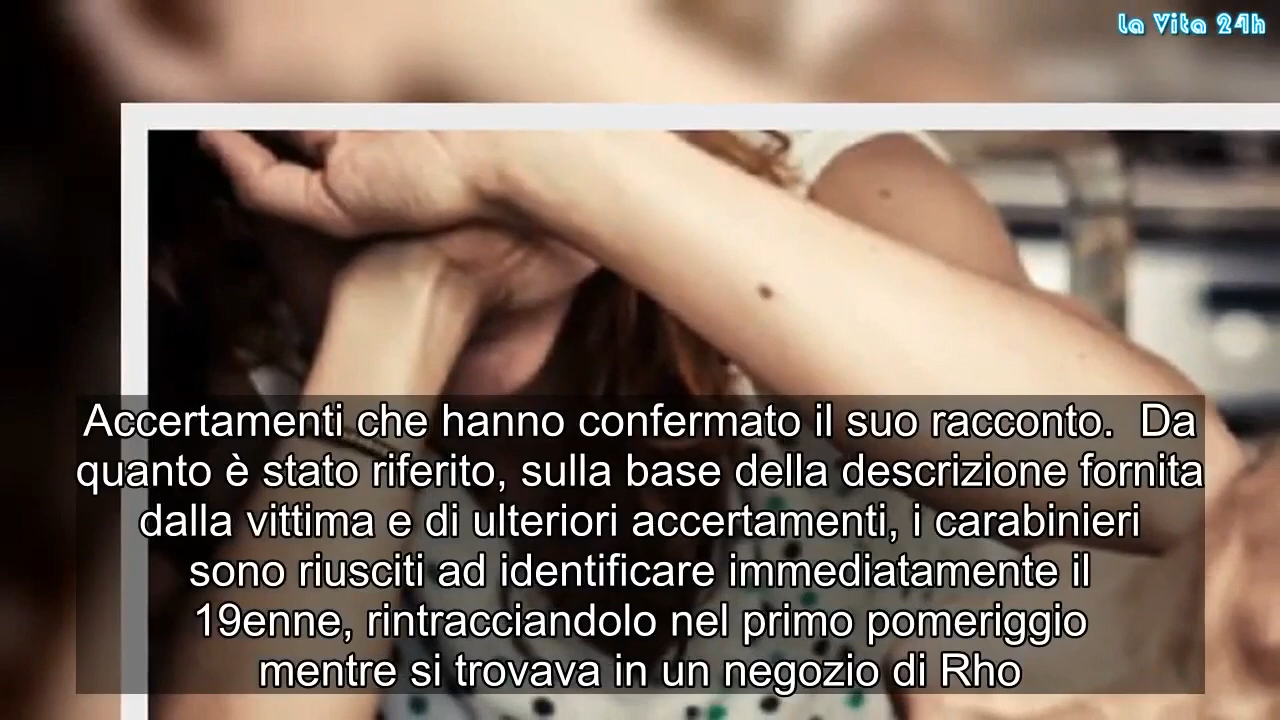 La Vita 24h
Accertamenti che hanno confermato il suo racconto.  Da
quanto è stato riferito, sulla base della descrizione fornita
dalla vittima e di ulteriori accertamenti, i carabinieri
sono riusciti ad identificare immediatamente il
19enne, rintracciandolo nel primo pomeriggio
mentre si trovava in un negozio di Rho